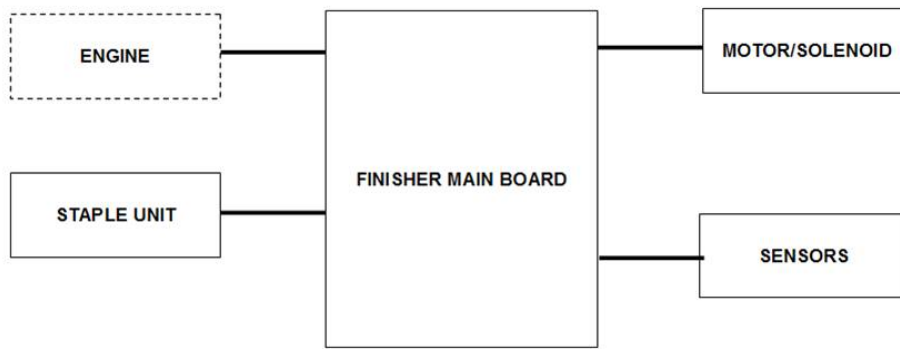 ENGINE
MOTOR/SOLENOID
FINISHER MAIN BOARD
STAPLE UNIT
SENSORS